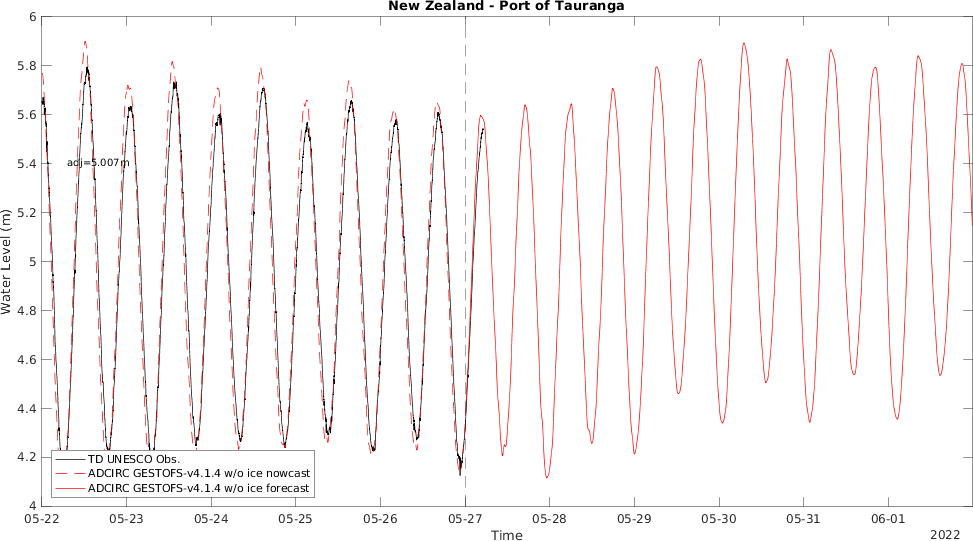 New Zealand - Port of Tauranga
Water Level (m)
6
5.8
5.6
5.4
5.2
5
4.8
4.6
4.4
4.2
4
adj=5.007m
TD UNESCO Obs.
ADCIRC GESTOFS-v4.1.4 w/o ice nowcast
ADCIRC GESTOFS-v4.1.4 w/o ice forecast
05-22 05-23 05-24 05-25 05-26 05-27 05-28 05-29 05-30 05-31 06-01
Time
2022